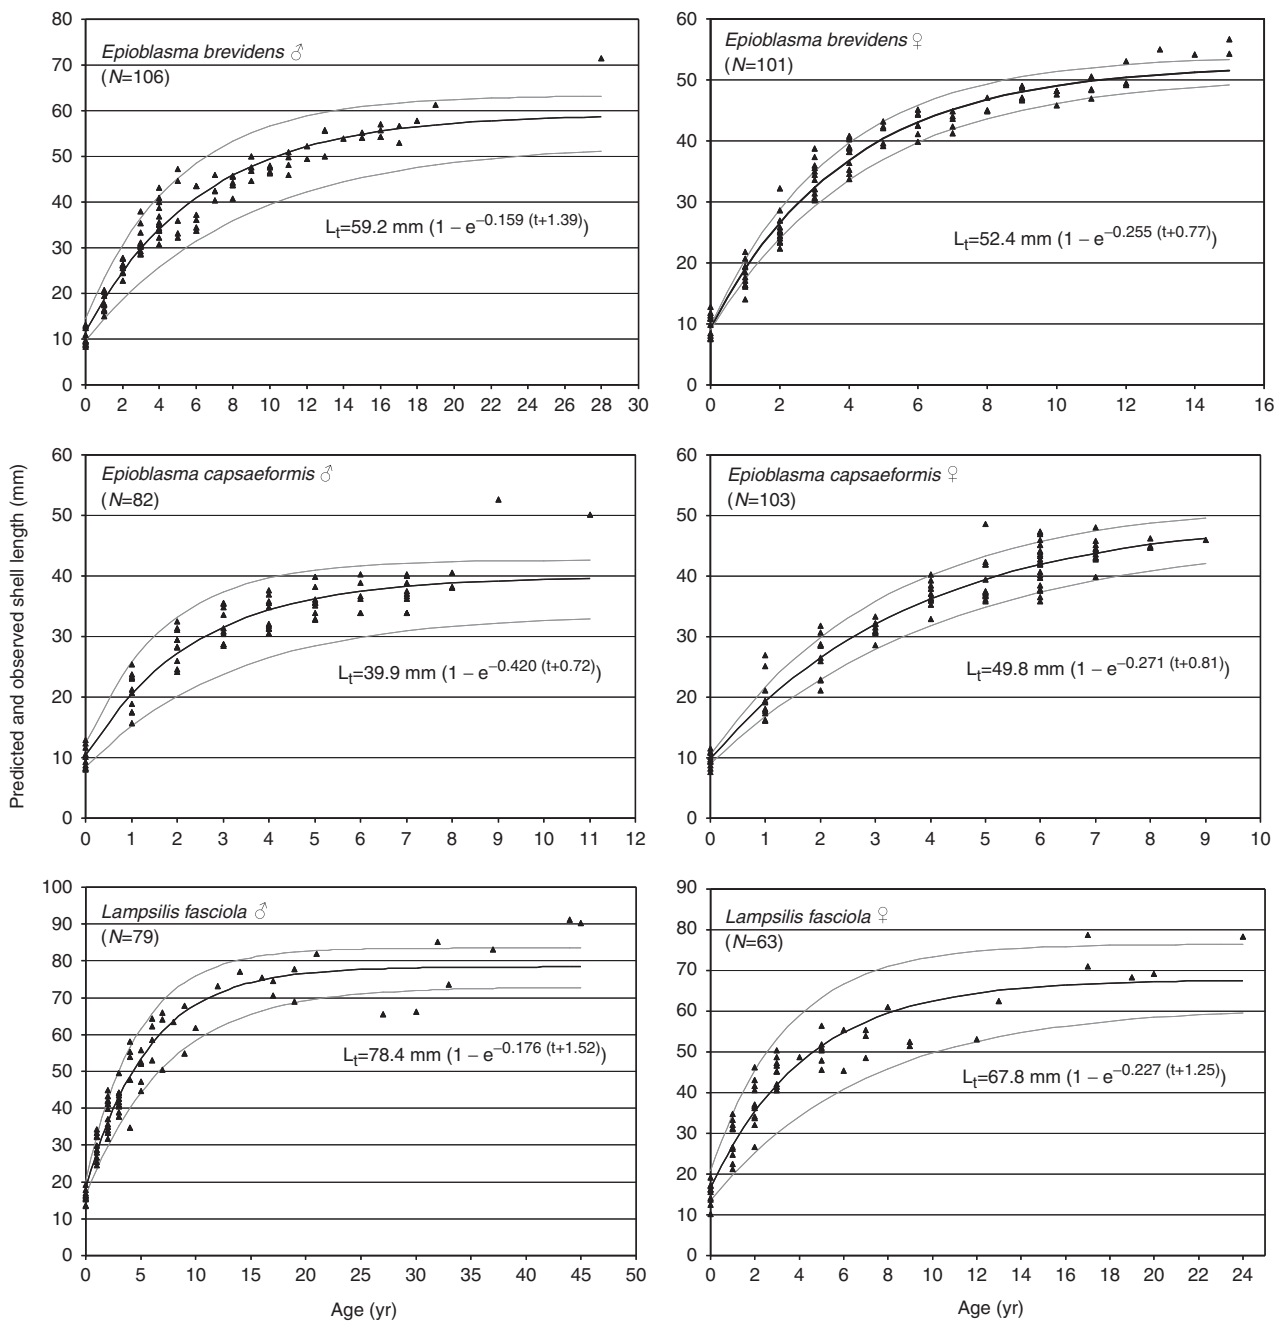 Predicted and observed shell length (mm)
Epioblasma brevidens ♂
(N=106)
80
70
60
50
40
30
20
10
0
Lt=59.2 mm (1 – e–0.159 (t+1.39))
0 2 4 6 8 10 12 14 16 18 20 22 24 26 28 30
Epioblasma brevidens ♀
(N=101)
60
50
40
30
20
10
0
Lt=52.4 mm (1 – e–0.255 (t+0.77))
0 2 4 6 8 10 12 14 16
Epioblasma capsaeformis ♂
(N=82)
60
50
40
30
20
10
0
Lt=39.9 mm (1 – e–0.420 (t+0.72))
0 1 2 3 4 5 6 7 8 9 10 11 12
Epioblasma capsaeformis ♀
(N=103)
60
50
40
30
20
10
0
Lt=49.8 mm (1 – e–0.271 (t+0.81))
0 1 2 3 4 5 6 7 8 9 10
Lampsilis fasciola ♂
(N=79)
100
90
80
70
60
50
40
30
20
10
0
Lt=78.4 mm (1 – e–0.176 (t+1.52))
0 5 10 15 20 25 30 35 40 45 50
Age (yr)
Lampsilis fasciola ♀
(N=63)
90
80
70
60
50
40
30
20
10
0
Lt=67.8 mm (1 – e–0.227 (t+1.25))
0 2 4 6 8 10 12 14 16 18 20 22 24
Age (yr)